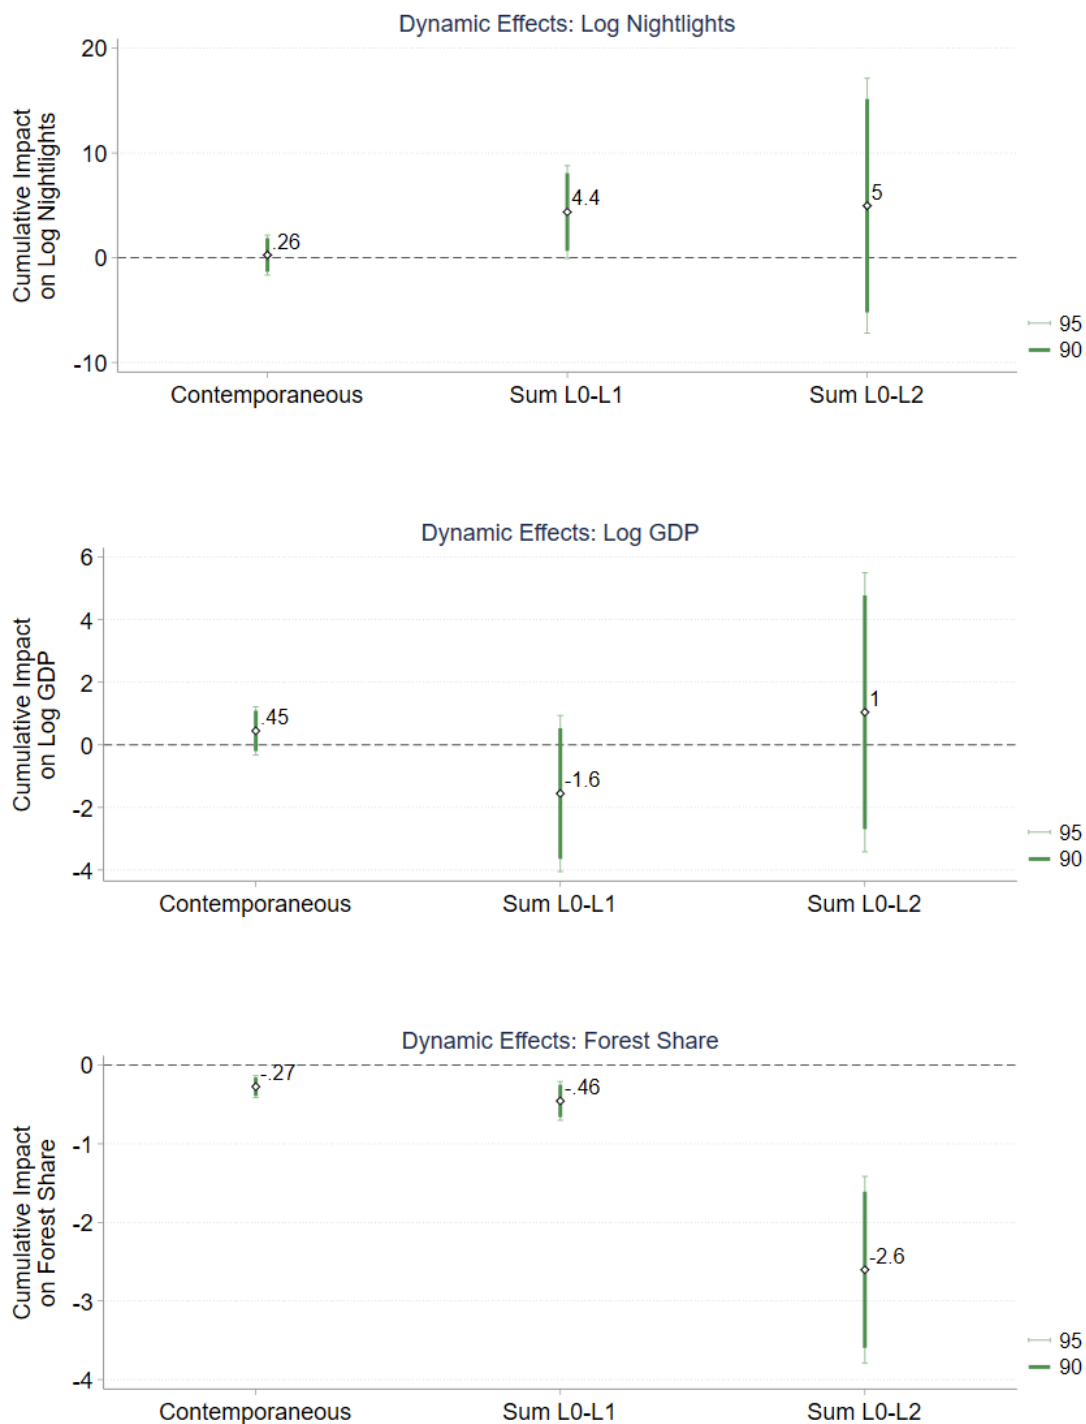 Dynamic Effects: Log Nightlights
Cumulative Impact
on Log Nightlights
20
10
0
-10
.26
4.4
5
Contemporaneous
Sum L0-L1
Sum L0-L2
95
90
Dynamic Effects: Log GDP
Cumulative Impact
on Log GDP
6
4
2
0
-2
-4
.45
-1.6
1
Contemporaneous
Sum L0-L1
Sum L0-L2
95
90
Dynamic Effects: Forest Share
Cumulative Impact
on Forest Share
0
-1
-2
-3
-4
-.27
-.46
-2.6
Contemporaneous
Sum L0-L1
Sum L0-L2
95
90